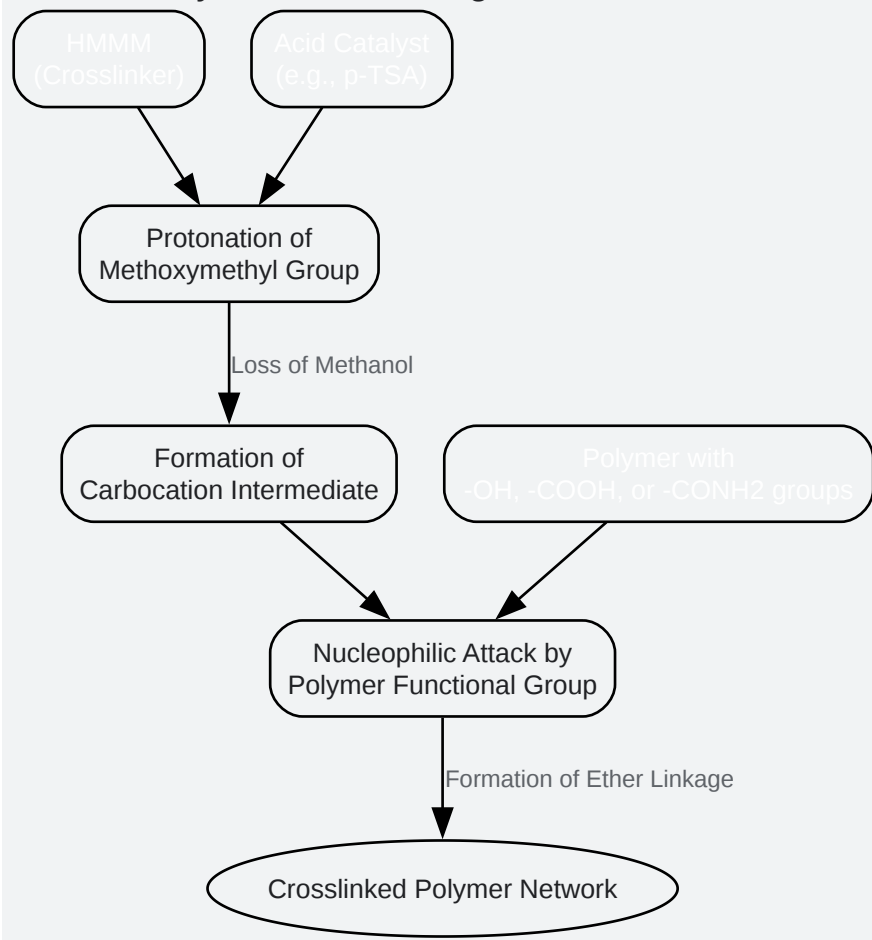 HMMM
(Crosslinker)
Acid Catalyst
(e.g., p-TSA)
Protonation of
Methoxymethyl Group
Loss of Methanol
Formation of
Carbocation Intermediate
Polymer with
-OH, -COOH, or -CONH2 groups
Nucleophilic Attack by
Polymer Functional Group
Formation of Ether Linkage
Crosslinked Polymer Network